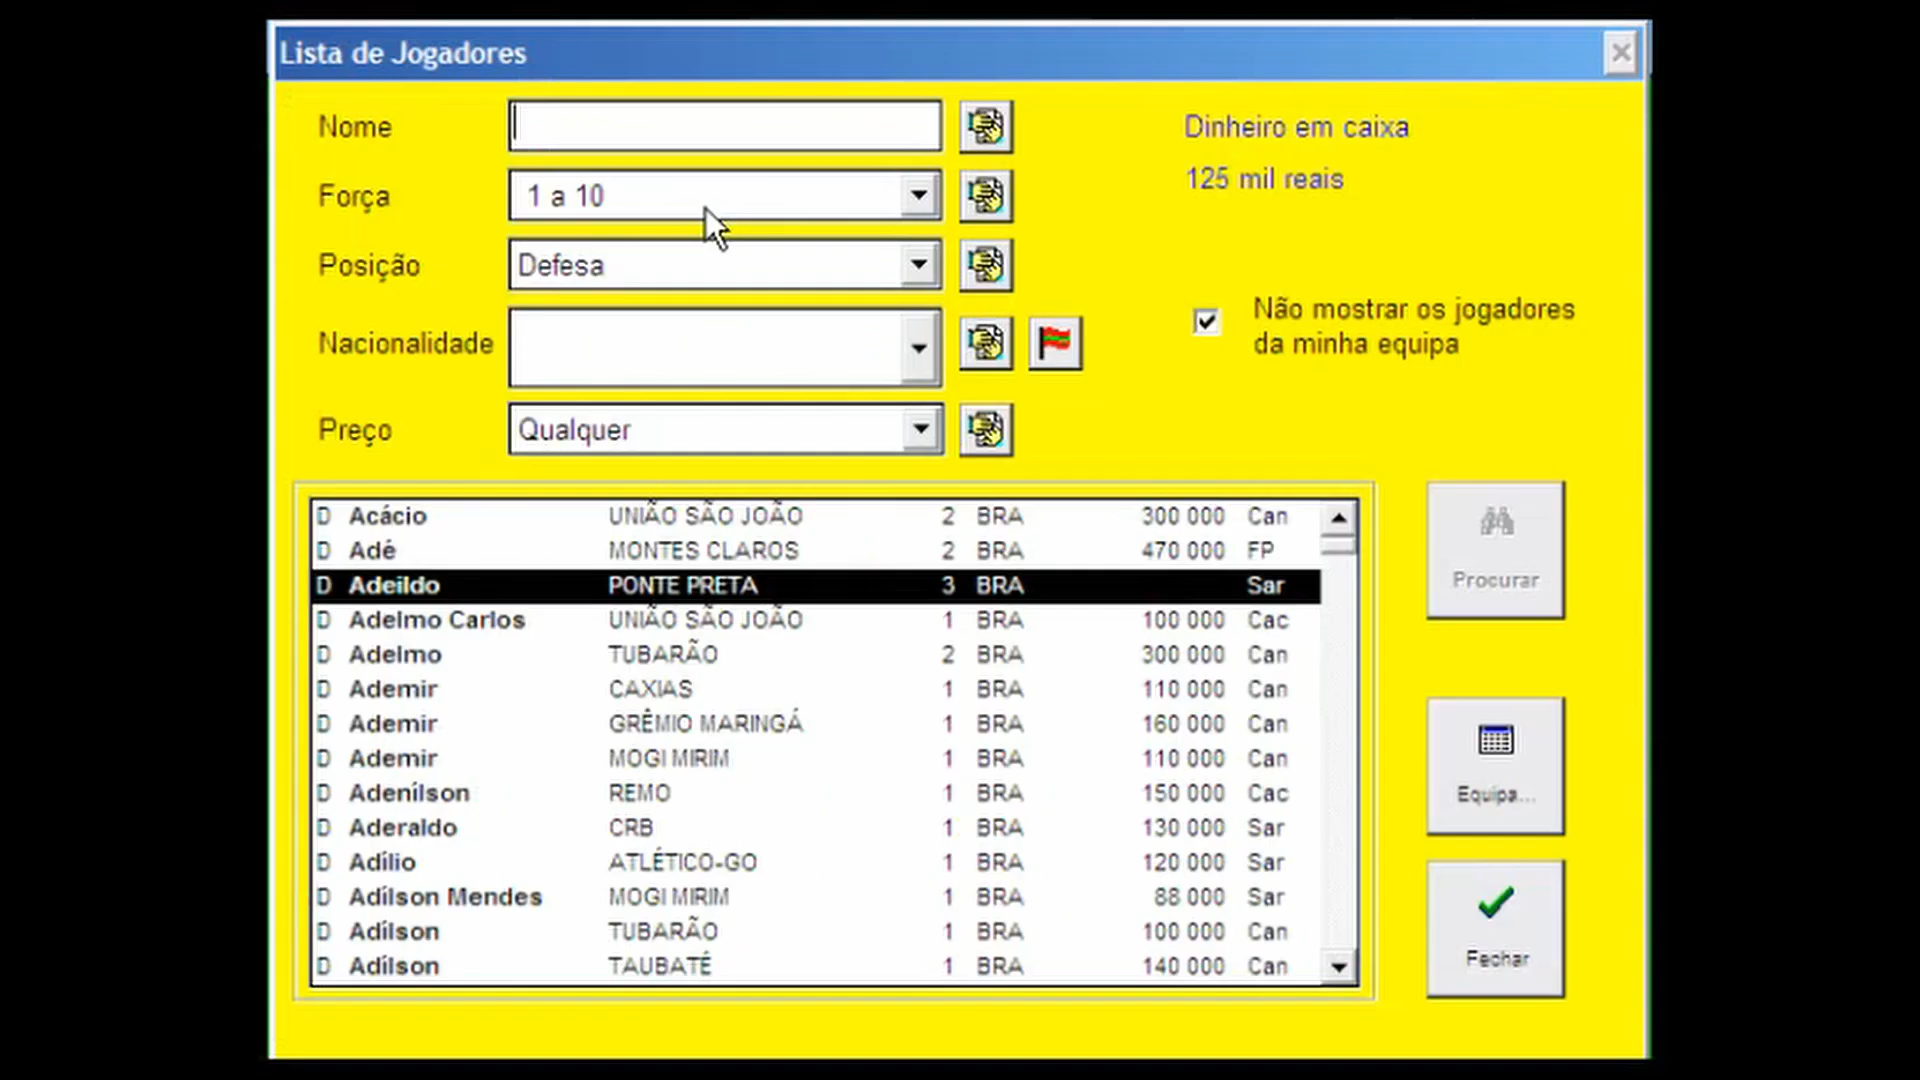 Lista de Jogadores
Nome
Dinheiro em caixa
125 mil reais
Força 1 a 10
Posição Defesa
Não mostrar os jogadores
da minha equipa
Nacionalidade
Preço Qualquer
D Acácio UNIÃO SÃO JOÃO 2 BRA 300 000 Can
D Adé MONTES CLAROS 2 BRA 470 000 FP
D Adeildo PONTE PRETA 3 BRA Sar
D Adelmo Carlos UNIÃO SÃO JOÃO 1 BRA 100 000 Cac
D Adelmo TUBARÃO 2 BRA 300 000 Can
D Ademir CAXIAS 1 BRA 110 000 Can
D Ademir GRÊMIO MARINGÁ 1 BRA 160 000 Can
D Ademir MOGI MIRIM 1 BRA 110 000 Can
D Adenílson REMO 1 BRA 150 000 Cac
D Aderaldo CRB 1 BRA 130 000 Sar
D Adílio ATLÉTICO-GO 1 BRA 120 000 Sar
D Adílson Mendes MOGI MIRIM 1 BRA 88 000 Sar
D Adílson TUBARÃO 1 BRA 100 000 Can
D Adílson TAUBATÉ 1 BRA 140 000 Can
Procurar
Equipa...
Fechar